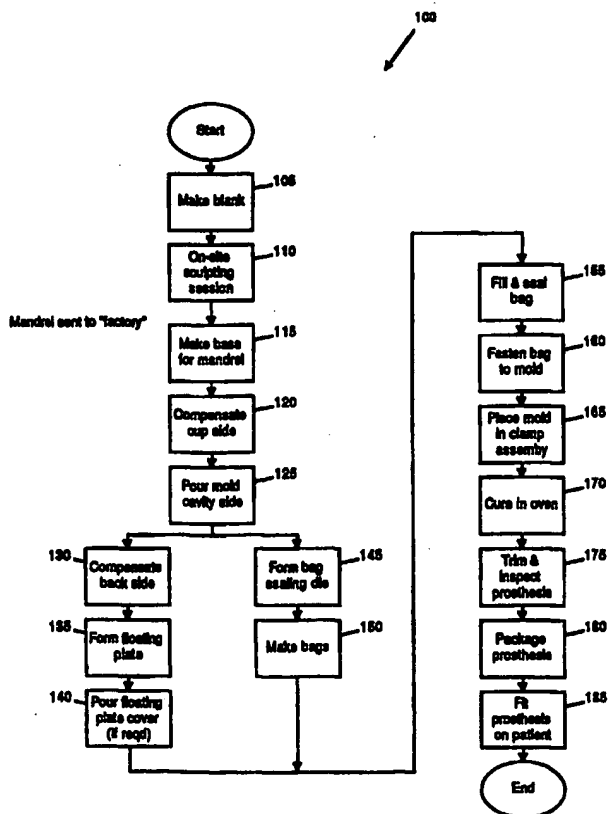 100
Start
105
Make blank
110
On-site
sculpting
session
Mandrel sent to "factory"
115
Make base
for mandrel
120
Compensate
cup side
125
Pour mold
cavity side
130
Compensate
back side
135
Form floating
plate
140
Pour floating
plate cover
(if reqd)
145
Form bag
sealing die
150
Make bags
155
Fill & seal
bag
160
Fasten bag
to mold
165
Place mold
in clamp
assembly
170
Cure in oven
175
Trim &
inspect
prosthesis
180
Package
prosthesis
185
Fit
prosthesis
on patient
End